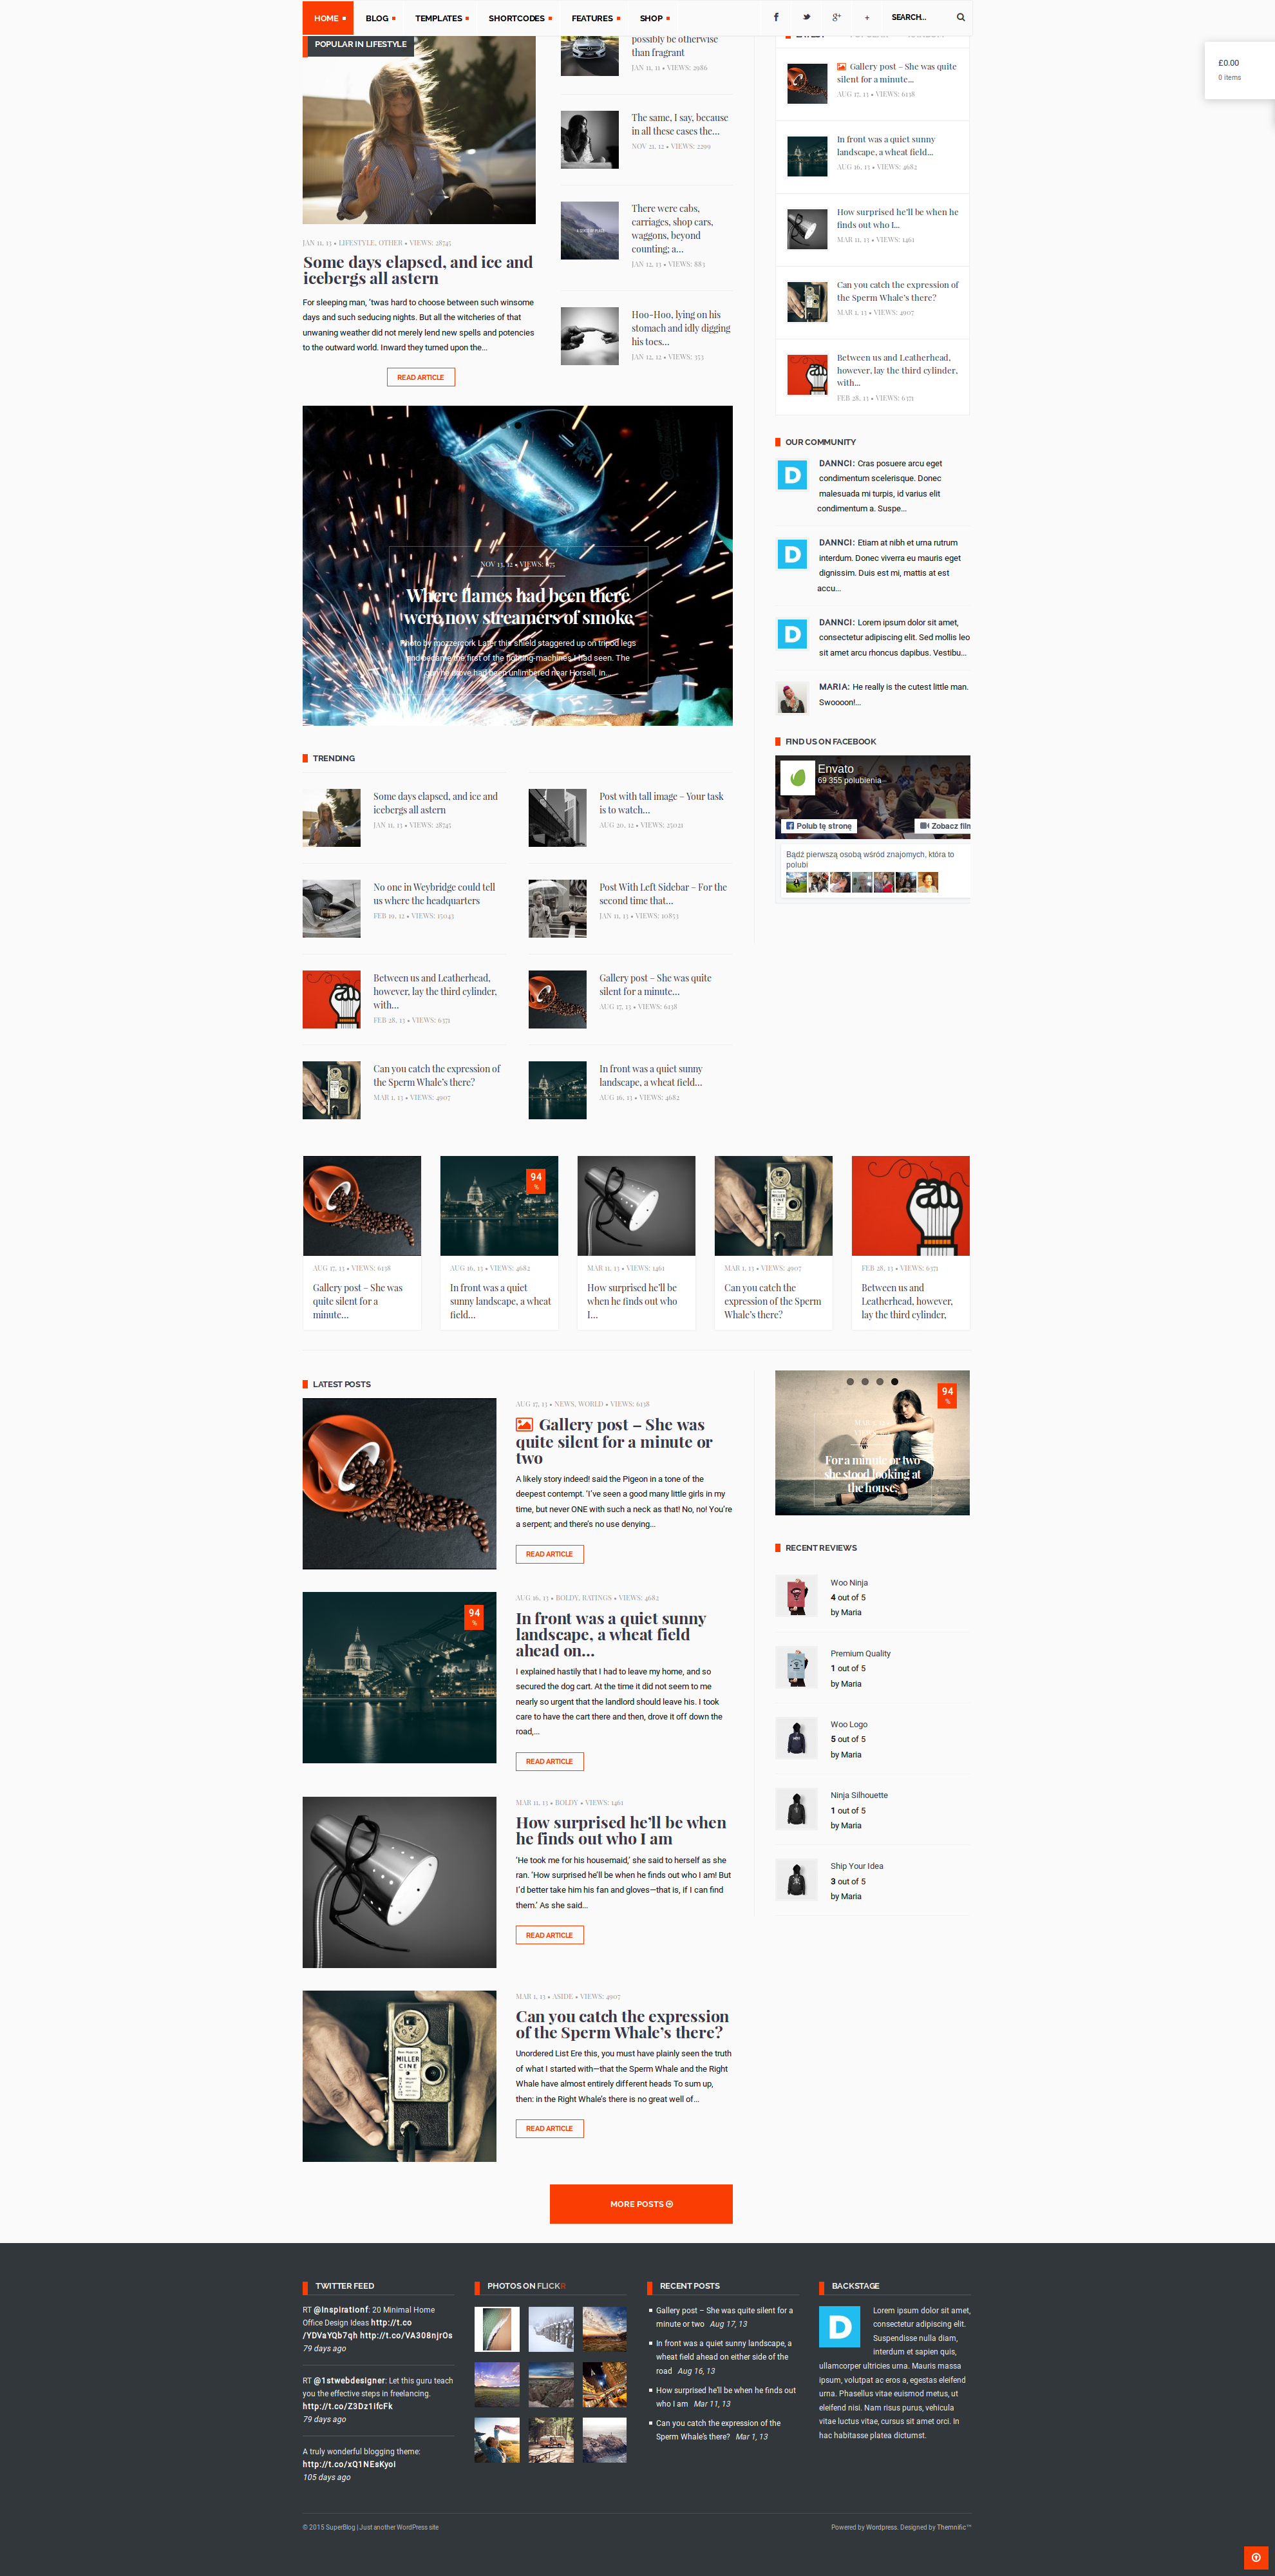 HOME
BLOG
TEMPLATES
SHORTCODES
FEATURES
SHOP
SEARCH...
£0.00
0 items
POPULAR IN LIFESTYLE
JAN 11, 13 • LIFESTYLE, OTHER • VIEWS: 28745
Some days elapsed, and ice and
icebergs all astern
For sleeping man, 'twas hard to choose between such winsome
days and such seducing nights. But all the witcheries of that
unwaning weather did not merely lend new spells and potencies
to the outward world. Inward they turned upon the...
READ ARTICLE
possibly be otherwise
than fragrant
JAN 11, 11 • VIEWS: 2986
The same, I say, because
in all these cases the...
NOV 21, 12 • VIEWS: 2299
There were cabs,
carriages, shop cars,
waggons, beyond
counting; a...
JAN 12, 13 • VIEWS: 883
Hoo-Hoo, lying on his
stomach and idly digging
his toes...
JAN 12, 12 • VIEWS: 353
Gallery post – She was quite
silent for a minute...
AUG 17, 13 • VIEWS: 6138
In front was a quiet sunny
landscape, a wheat field...
AUG 16, 13 • VIEWS: 4682
How surprised he'll be when he
finds out who I...
MAR 11, 13 • VIEWS: 1461
Can you catch the expression of
the Sperm Whale's there?
MAR 1, 13 • VIEWS: 4907
Between us and Leatherhead,
however, lay the third cylinder,
with...
FEB 28, 13 • VIEWS: 6371
NOV 13, 12 • VIEWS:
Where flames had been there
were now streamers of smoke
Photo by mozzercork Later this shield staggered up on tripod legs
and became the first of the fighting-machines I had seen. The
gun he drove had been unlimbered near Horsell, in...
OUR COMMUNITY
DANNCI: Cras posuere arcu eget
condimentum scelerisque. Donec
malesuada mi turpis, id varius elit
condimentum a. Suspe...
DANNCI: Etiam at nibh et urna rutrum
interdum. Donec viverra eu mauris eget
dignissim. Duis est mi, mattis at est
accu...
DANNCI: Lorem ipsum dolor sit amet,
consectetur adipiscing elit. Sed mollis leo
sit amet arcu rhoncus dapibus. Vestibu...
MARIA: He really is the cutest little man.
Swoooon!...
FIND US ON FACEBOOK
Envato
69 355 polubienia
Polub tę stronę
Zobacz film
Bądź pierwszą osobą wśród znajomych, która to
polubi
TRENDING
Some days elapsed, and ice and
icebergs all astern
JAN 11, 13 • VIEWS: 28745
Post with tall image – Your task
is to watch...
AUG 20, 12 • VIEWS: 25021
No one in Weybridge could tell
us where the headquarters
FEB 19, 12 • VIEWS: 15043
Post With Left Sidebar – For the
second time that...
JAN 11, 13 • VIEWS: 10853
Between us and Leatherhead,
however, lay the third cylinder,
with...
FEB 28, 13 • VIEWS: 6371
Gallery post – She was quite
silent for a minute...
AUG 17, 13 • VIEWS: 6138
Can you catch the expression of
the Sperm Whale's there?
MAR 1, 13 • VIEWS: 4907
In front was a quiet sunny
landscape, a wheat field...
AUG 16, 13 • VIEWS: 4682
AUG 17, 13 • VIEWS: 6138
Gallery post – She was
quite silent for a
minute...
94
%
AUG 16, 13 • VIEWS: 4682
In front was a quiet
sunny landscape, a wheat
field...
MAR 11, 13 • VIEWS: 1461
How surprised he'll be
when he finds out who
I...
MAR 1, 13 • VIEWS: 4907
Can you catch the
expression of the Sperm
Whale's there?
FEB 28, 13 • VIEWS: 6371
Between us and
Leatherhead, however,
lay the third cylinder,
LATEST POSTS
AUG 17, 13 • NEWS, WORLD • VIEWS: 6138
Gallery post – She was
quite silent for a minute or
two
A likely story indeed! said the Pigeon in a tone of the
deepest contempt. 'I've seen a good many little girls in my
time, but never ONE with such a neck as that! No, no! You're
a serpent; and there's no use denying...
READ ARTICLE
94
%
AUG 16, 13 • BOLDY, RATINGS • VIEWS: 4682
In front was a quiet sunny
landscape, a wheat field
ahead on...
I explained hastily that I had to leave my home, and so
secured the dog cart. At the time it did not seem to me
nearly so urgent that the landlord should leave his. I took
care to have the cart there and then, drove it off down the
road,...
READ ARTICLE
MAR 11, 13 • BOLDY • VIEWS: 1461
How surprised he'll be when
he finds out who I am
'He took me for his housemaid,' she said to herself as she
ran. 'How surprised he'll be when he finds out who I am! But
I'd better take him his fan and gloves—that is, if I can find
them.' As she said...
READ ARTICLE
MILLER
CINE
MAR 1, 13 • ASIDE • VIEWS: 4907
Can you catch the expression
of the Sperm Whale's there?
Unordered List Ere this, you must have plainly seen the truth
of what I started with—that the Sperm Whale and the Right
Whale have almost entirely different heads To sum up,
then: in the Right Whale's there is no great well of...
READ ARTICLE
MORE POSTS
94
%
For a minute or two
she stood looking at
the house
RECENT REVIEWS
Woo Ninja
4 out of 5
by Maria
Premium Quality
1 out of 5
by Maria
Woo Logo
5 out of 5
by Maria
Ninja Silhouette
1 out of 5
by Maria
Ship Your Idea
3 out of 5
by Maria
TWITTER FEED
RT @Inspirationf: 20 Minimal Home
Office Design Ideas http://t.co
/YDVaYQb7qh http://t.co/VA308njrOs
79 days ago
RT @1stwebdesigner: Let this guru teach
you the effective steps in freelancing.
http://t.co/Z3Dz1ifcFk
79 days ago
A truly wonderful blogging theme:
http://t.co/xQ1NEsKyoi
105 days ago
PHOTOS ON FLICKR
RECENT POSTS
Gallery post – She was quite silent for a
minute or two Aug 17, 13
In front was a quiet sunny landscape, a
wheat field ahead on either side of the
road Aug 16, 13
How surprised he'll be when he finds out
who I am Mar 11, 13
Can you catch the expression of the
Sperm Whale's there? Mar 1, 13
BACKSTAGE
Lorem ipsum dolor sit amet,
consectetur adipiscing elit.
Suspendisse nulla diam,
interdum et sapien quis,
ullamcorper ultricies urna. Mauris massa
ipsum, volutpat ac eros a, egestas eleifend
urna. Phasellus vitae euismod metus, ut
eleifend nisi. Nam risus purus, vehicula
vitae luctus vitae, cursus sit amet orci. In
hac habitasse platea dictumst.
© 2015 SuperBlog | Just another WordPress site
Powered by Wordpress. Designed by Themnific™